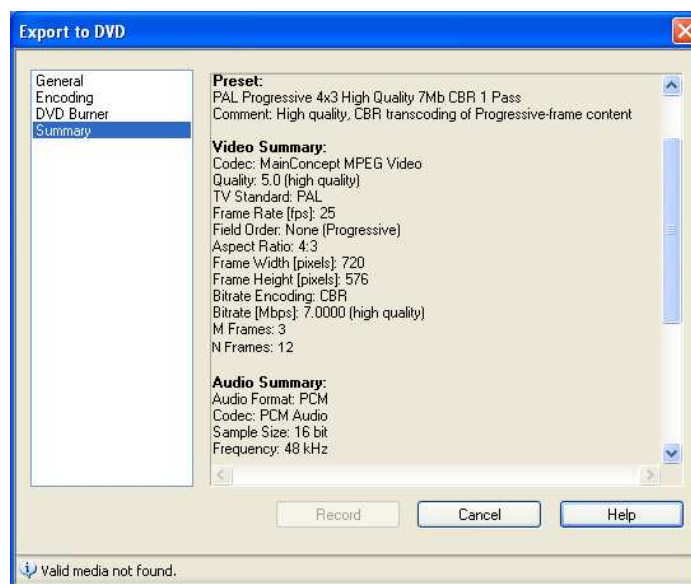 Export to DVD
General
Encoding
DVD Burner
Summary
Preset:
PAL Progressive 4x3 High Quality 7Mb CBR 1 Pass
Comment: High quality, CBR transcoding of Progressive-frame content
Video Summary:
Codec: MainConcept MPEG Video
Quality: 5.0 (high quality)
TV Standard: PAL
Frame Rate [fps]: 25
Field Order: None (Progressive)
Aspect Ratio: 4:3
Frame Width [pixels]: 720
Frame Height [pixels]: 576
Bitrate Encoding: CBR
Bitrate [Mbps]: 7.0000 (high quality)
M Frames: 3
N Frames: 12
Audio Summary:
Audio Format: PCM
Codec: PCM Audio
Sample Size: 16 bit
Frequency: 48 kHz
Record
Cancel
Help
Valid media not found.